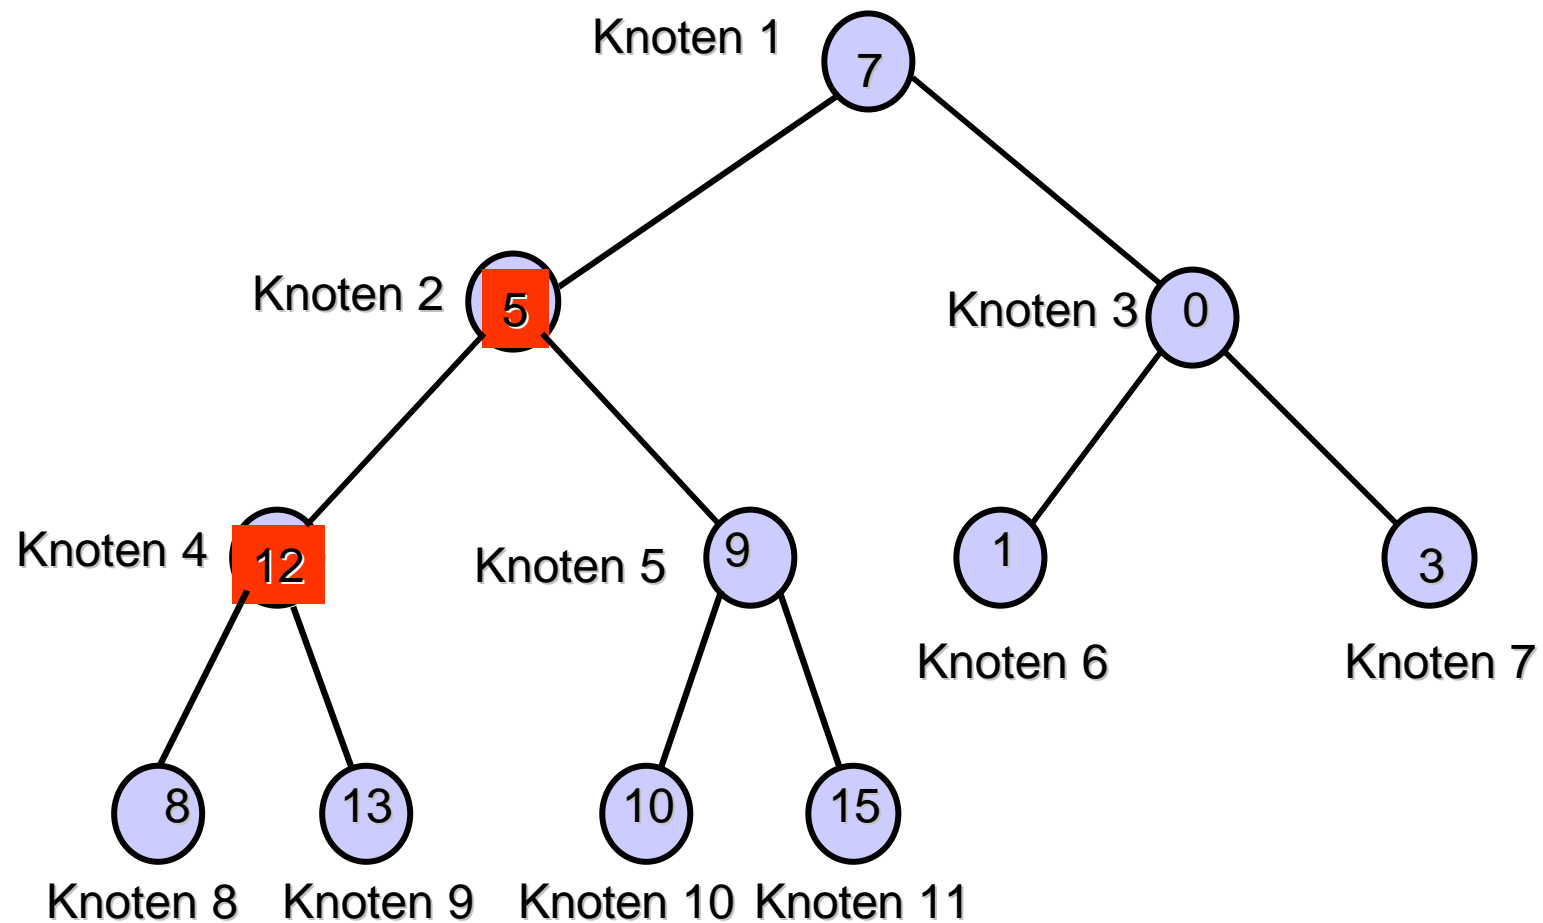 Knoten 1
7
Knoten 2
5
Knoten 3
0
Knoten 4
12
Knoten 5
9
1
3
Knoten 6
Knoten 7
8
13
10
15
Knoten 8
Knoten 9
Knoten 10
Knoten 11